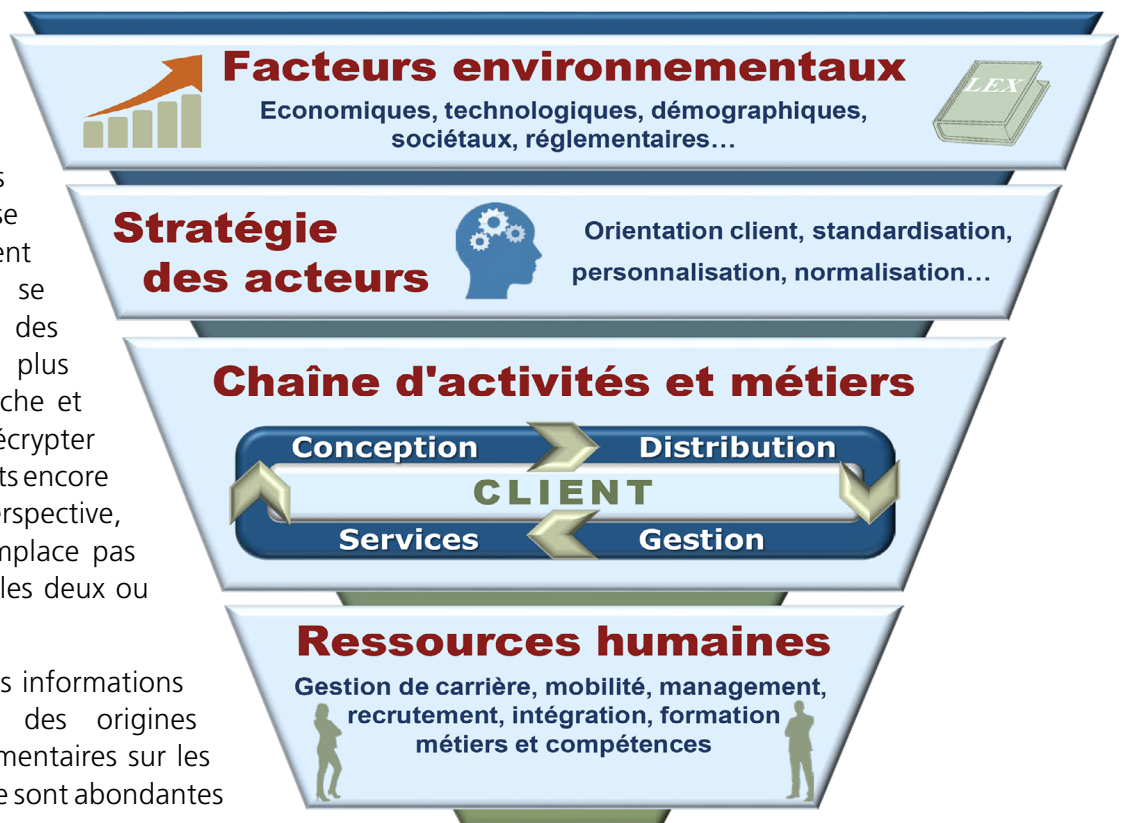 Facteurs environnementaux
Economiques, technologiques, démographiques,
sociétaux, réglementaires…
LEX
Stratégie
des acteurs
Orientation client, standardisation,
personnalisation, normalisation…
Chaîne d'activités et métiers
Conception
Distribution
CLIENT
Services
Gestion
Ressources humaines
Gestion de carrière, mobilité, management,
recrutement, intégration, formation
métiers et compétences
s
se
ent
se
des
plus
che et
écrypter
ts encore
erspective,
mplace pas
les deux ou
s informations
des origines
mentaires sur les
e sont abondantes